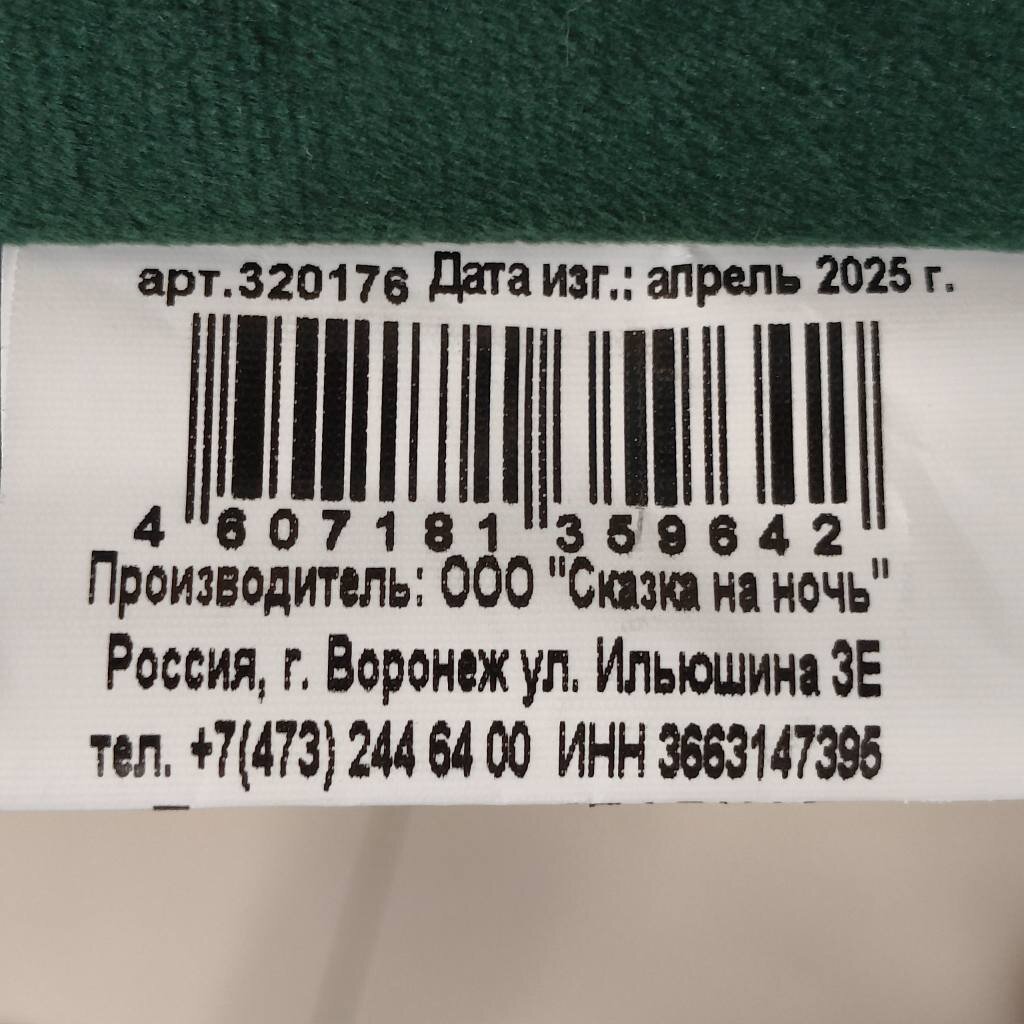 арт.320176 Дата изг.: апрель 2025 г.
4 607181 359642
Производитель: ООО "Сказка на ночь"
Россия, г. Воронеж ул. Ильюшина 3Е
тел. +7(473) 244 64 00 ИНН 3663147395